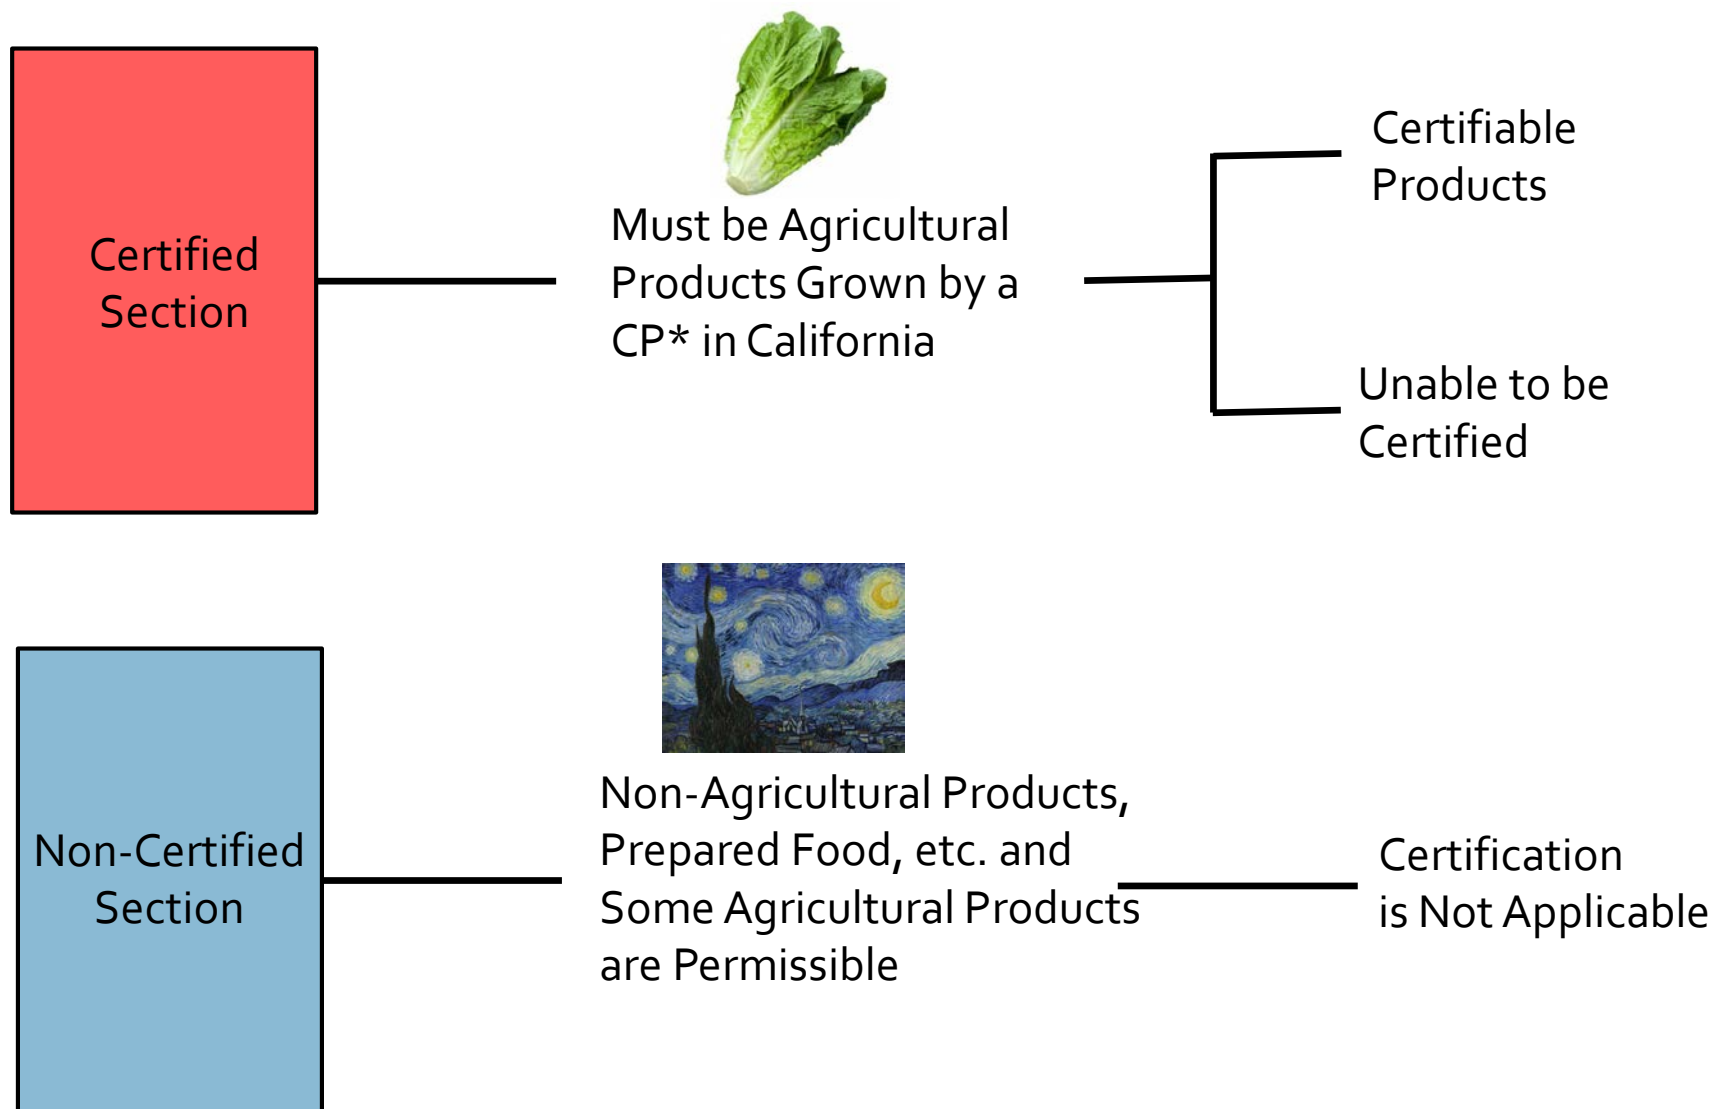 Certified
Section
Must be Agricultural
Products Grown by a
CP* in California
Certifiable
Products
Unable to be
Certified
Non-Certified
Section
Non-Agricultural Products,
Prepared Food, etc. and
Some Agricultural Products
are Permissible
Certification
is Not Applicable